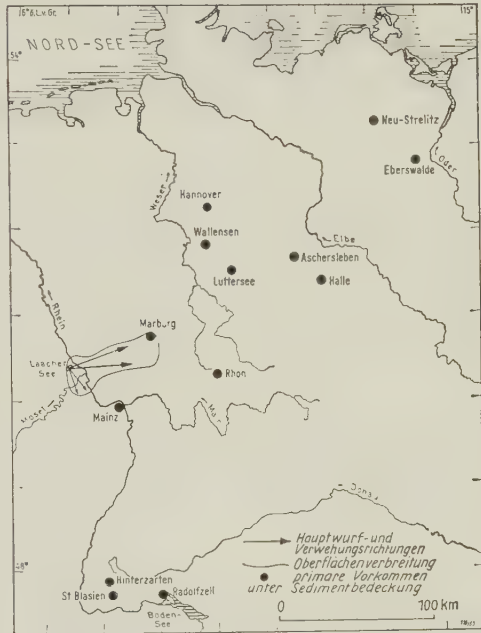 6° ö.L.v.Gr.
15°
NORD-SEE
54°
Neu-Strelitz
Eberswalde
Oder
Weser
Hannover
Wallensen
Elbe
Aschersleben
Luttersee
Halle
Rhein
Marburg
Laacher
See
Rhön
Mosel
Mainz
Main
Donau
Hauptwurf- und
Verwehungsrichtungen
Oberflächenverbreitung
primäre Vorkommen
unter Sedimentbedeckung
48°
Hinterzarten
St Blasien
Radolfzell
Boden-
See
0 100 km